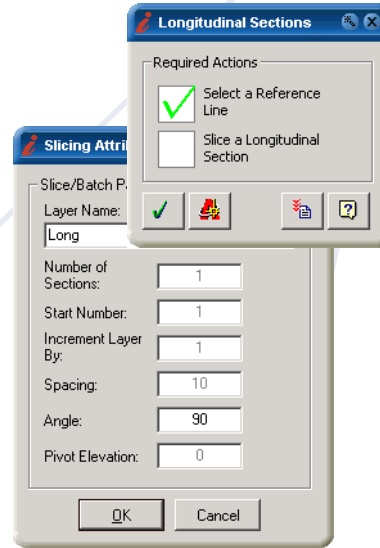 Longitudinal Sections
Required Actions
Select a Reference
Line
Slice a Longitudinal
Section
Slicing Attri
Slice/Batch P
Layer Name:
Long
Number of
Sections:
1
Start Number:
1
Increment Layer
By:
1
Spacing:
10
Angle:
90
Pivot Elevation:
0
OK
Cancel